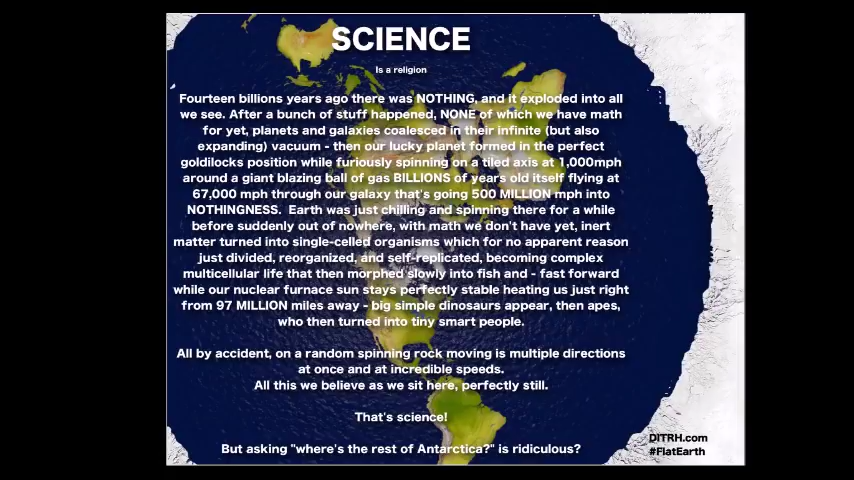 SCIENCE
Is a religion
Fourteen billions years ago there was NOTHING, and it exploded into all
we see. After a bunch of stuff happened, NONE of which we have math
for yet, planets and galaxies coalesced in their infinite (but also
expanding) vacuum - then our lucky planet formed in the perfect
goldilocks position while furiously spinning on a tiled axis at 1,000mph
around a giant blazing ball of gas BILLIONS of years old itself flying at
67,000 mph through our galaxy that's going 500 MILLION mph into
NOTHINGNESS. Earth was just chilling and spinning there for a while
before suddenly out of nowhere, with math we don't have yet, inert
matter turned into single-celled organisms which for no apparent reason
just divided, reorganized, and self-replicated, becoming complex
multicellular life that then morphed slowly into fish and - fast forward
while our nuclear furnace sun stays perfectly stable heating us just right
from 97 MILLION miles away - big simple dinosaurs appear, then apes,
who then turned into tiny smart people.
All by accident, on a random spinning rock moving is multiple directions
at once and at incredible speeds.
All this we believe as we sit here, perfectly still.
That's science!
But asking "where's the rest of Antarctica?" is ridiculous?
DITRH.com
#FlatEarth